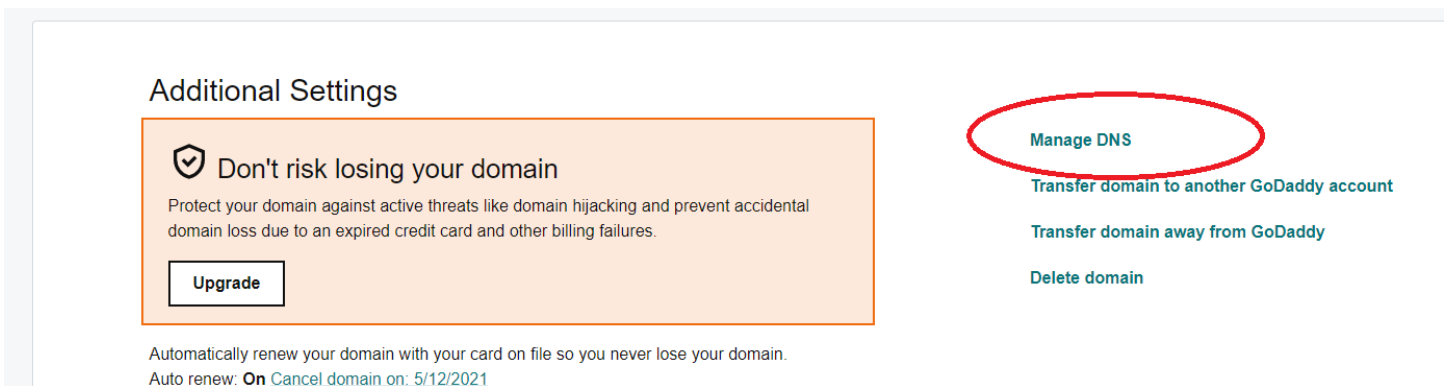 Additional Settings
Don't risk losing your domain
Protect your domain against active threats like domain hijacking and prevent accidental
domain loss due to an expired credit card and other billing failures.
Upgrade
Automatically renew your domain with your card on file so you never lose your domain.
Auto renew: On Cancel domain on: 5/12/2021
Manage DNS
Transfer domain to another GoDaddy account
Transfer domain away from GoDaddy
Delete domain